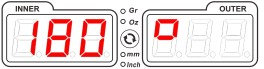 INNER
Gr
OUTER
Oz
180 °
mm
Inch